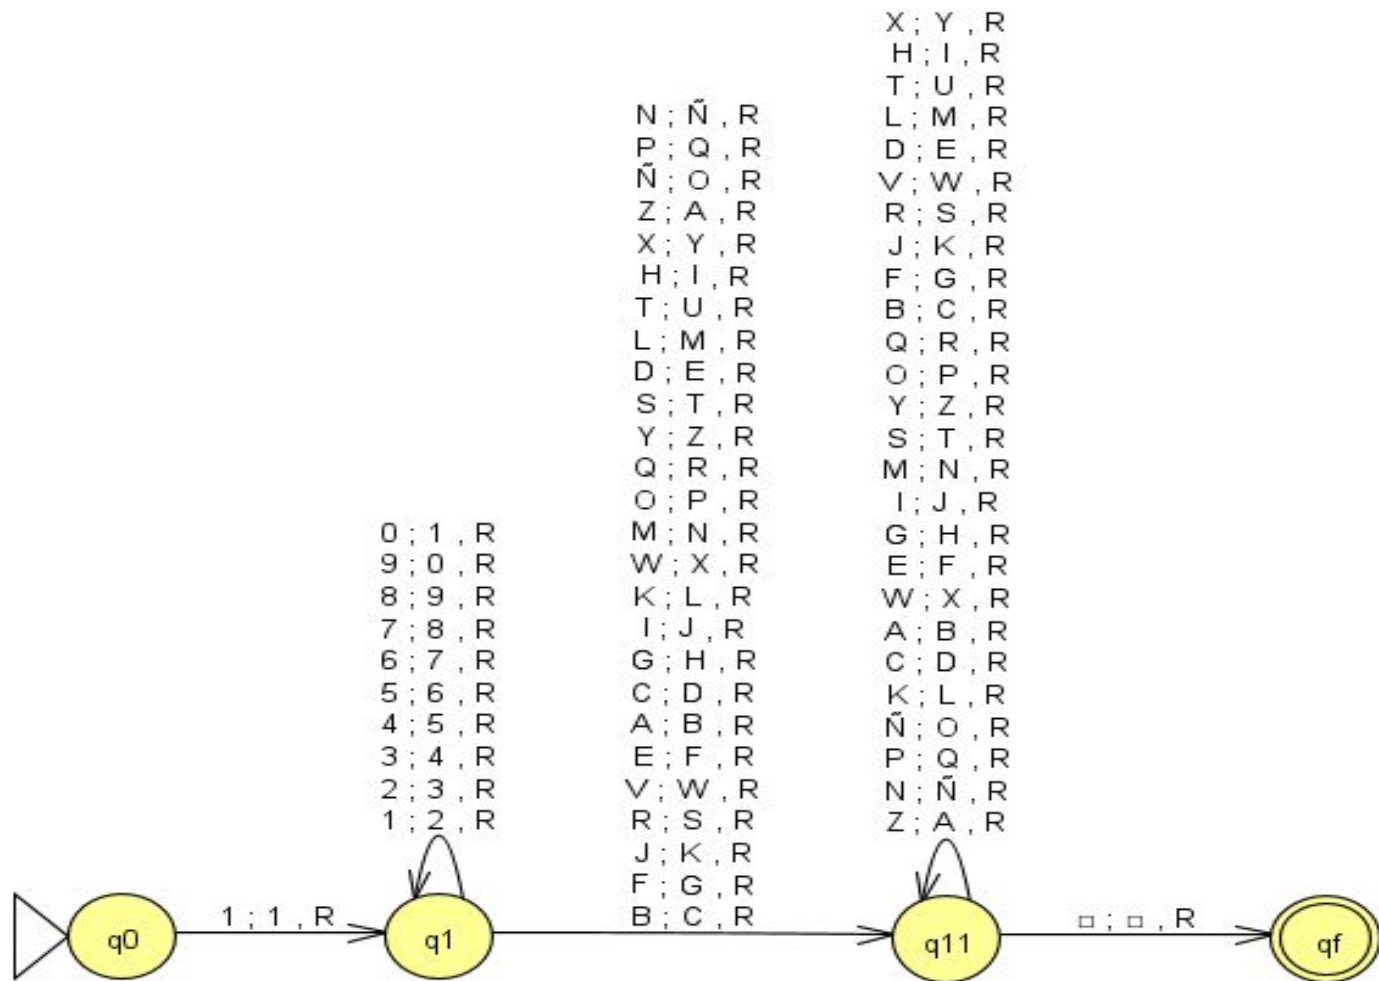 X ; Y , R
H ; I , R
T ; U , R
L ; M , R
D ; E , R
V ; W , R
R ; S , R
J ; K , R
F ; G , R
B ; C , R
Q ; R , R
O ; P , R
Y ; Z , R
S ; T , R
M ; N , R
I ; J , R
G ; H , R
E ; F , R
W ; X , R
A ; B , R
C ; D , R
K ; L , R
Ñ ; O , R
P ; Q , R
N ; Ñ , R
Z ; A , R
N ; Ñ , R
P ; Q , R
Ñ ; O , R
Z ; A , R
X ; Y , R
H ; I , R
T ; U , R
L ; M , R
D ; E , R
S ; T , R
Y ; Z , R
Q ; R , R
O ; P , R
M ; N , R
W ; X , R
K ; L , R
I ; J , R
G ; H , R
C ; D , R
A ; B , R
E ; F , R
V ; W , R
R ; S , R
J ; K , R
F ; G , R
B ; C , R
0 ; 1 , R
9 ; 0 , R
8 ; 9 , R
7 ; 8 , R
6 ; 7 , R
5 ; 6 , R
4 ; 5 , R
3 ; 4 , R
2 ; 3 , R
1 ; 2 , R
q0
1 ; 1 , R
q1
q11
□ ; □ , R
qf